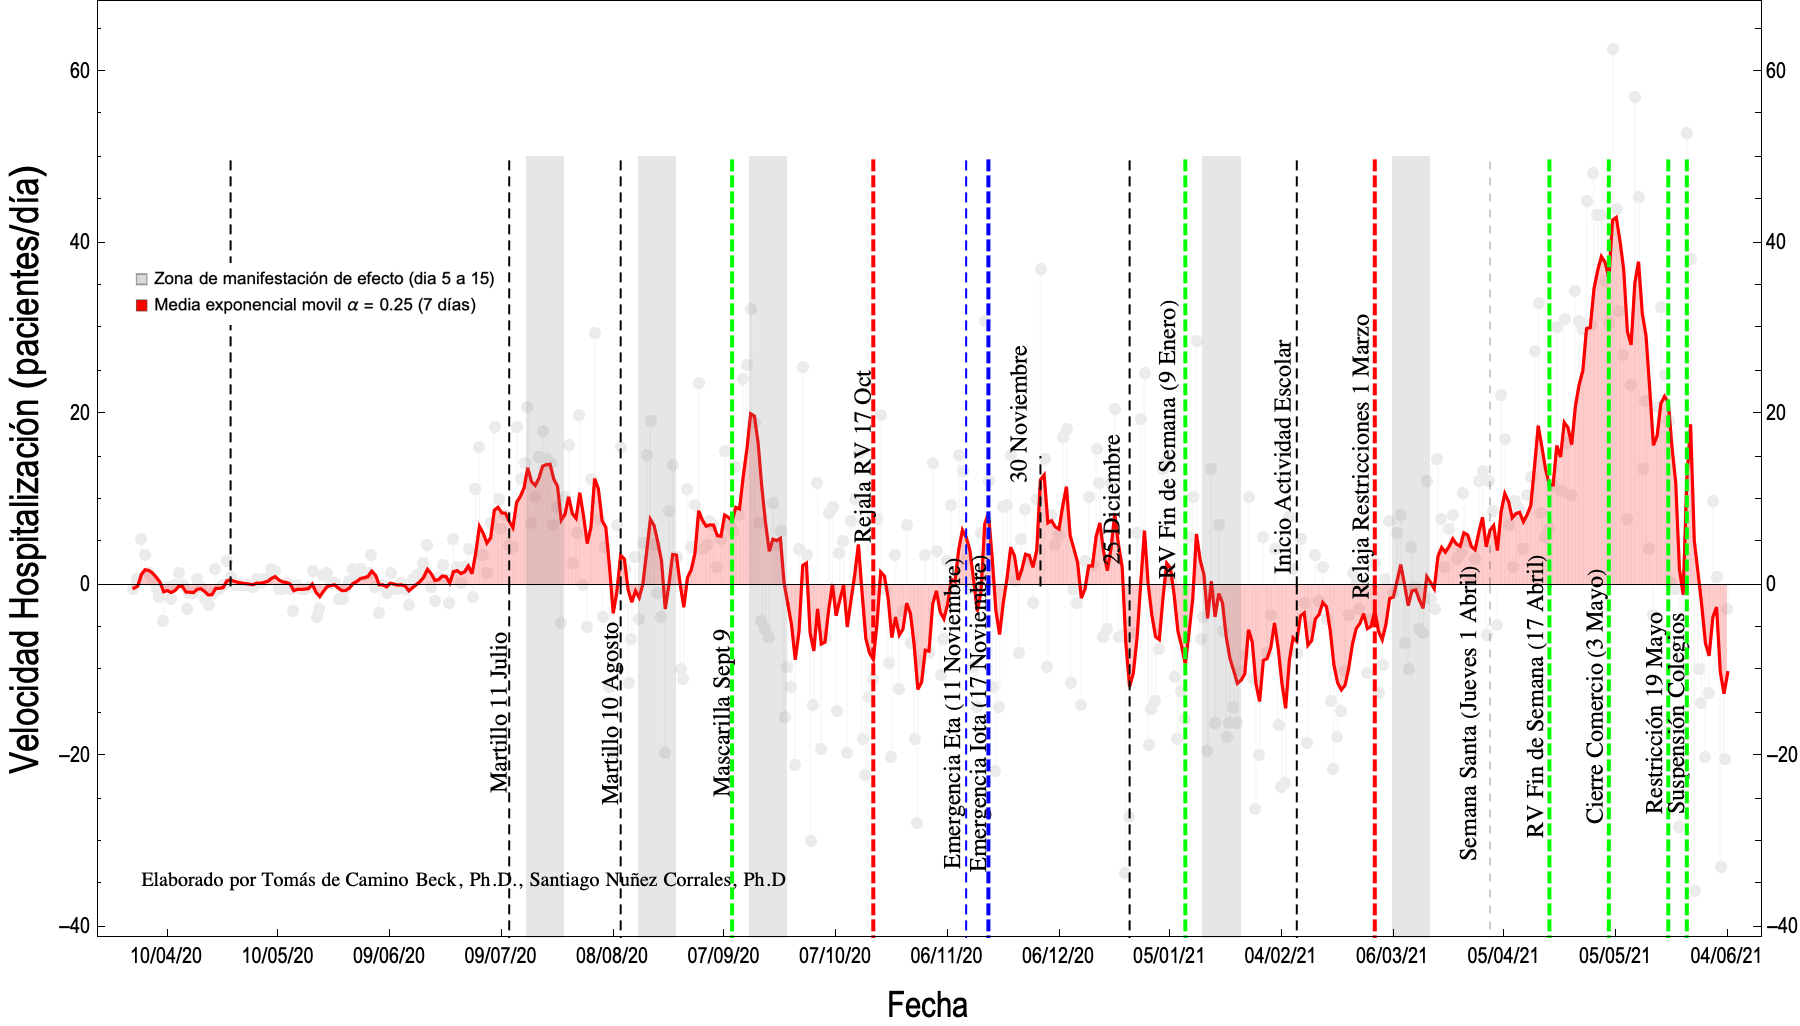 Velocidad Hospitalización (pacientes/día)
60
40
20
0
−20
−40
60
40
20
0
−20
−40
Zona de manifestación de efecto (dia 5 a 15)
Media exponencial movil α = 0.25 (7 días)
Martillo 11 Julio
Martillo 10 Agosto
Mascarilla Sept 9
Rejala RV 17 Oct
Emergencia Eta (11 Noviembre)
Emergencia Iota (17 Noviembre)
30 Noviembre
25 Diciembre
RV Fin de Semana (9 Enero)
Inicio Actividad Escolar
Relaja Restricciones 1 Marzo
Semana Santa (Jueves 1 Abril)
RV Fin de Semana (17 Abril)
Cierre Comercio (3 Mayo)
Restricción 19 Mayo
Suspensión Colegios
Elaborado por Tomás de Camino Beck, Ph.D., Santiago Nuñez Corrales, Ph.D
10/04/20 10/05/20 09/06/20 09/07/20 08/08/20 07/09/20 07/10/20 06/11/20 06/12/20 05/01/21 04/02/21 06/03/21 05/04/21 05/05/21 04/06/21
Fecha